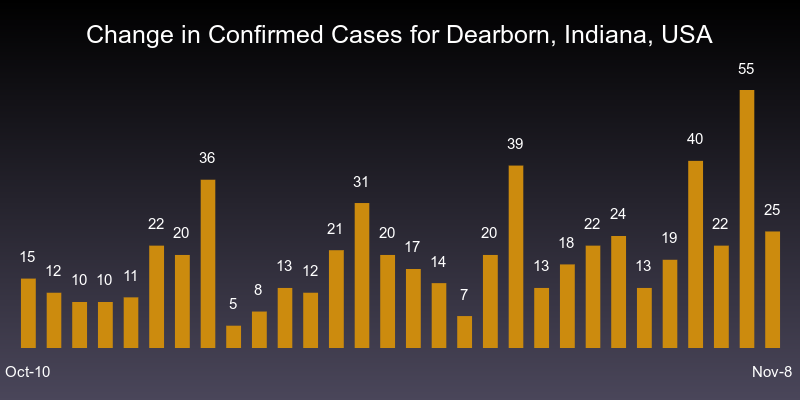 Change in Confirmed Cases for Dearborn, Indiana, USA
15 12 10 10 11 22 20 36 5 8 13 12 21 31 20 17 14 7 20 39 13 18 22 24 13 19 40 22 55 25
Oct-10 Nov-8